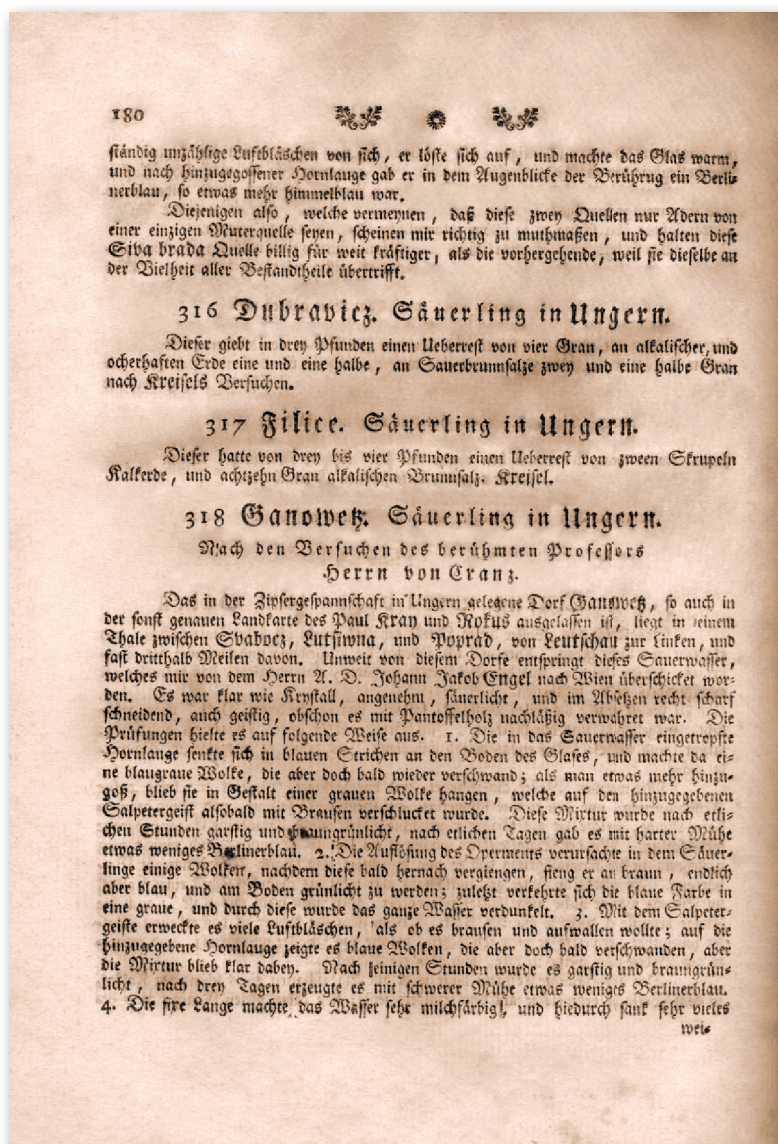 180
ständig unzählige Luftbläschen von sich, er löste sich auf, und machte das Glas warm,
und nach hinzugegossener Hornlauge gab er in dem Augenblicke der Berührug ein Berli-
nerblau, so etwas mehr himmelblau war.
Diejenigen also, welche vermeynen, daß diese zwey Quellen nur Adern von
einer einzigen Muterquelle seyen, scheinen mir richtig zu muthmaßen, und halten diese
Siva brada Quelle billig für weit kräftiger, als die vorhergehende, weil sie dieselbe an
der Vielheit aller Bestandtheile übertrifft.
316 Dubravicz. Säuerling in Ungern.
Dieser giebt in drey Pfunden einen Ueberrest von vier Gran, an alkalischer, und
ocherhaften Erde eine und eine halbe, an Sauerbrunnsalze zwey und eine halbe Gran
nach Kreisels Versuchen.
317 Filice. Säuerling in Ungern.
Dieser hatte von drey bis vier Pfunden einen Ueberrest von zween Skrupeln
Kalkerde, und achtzehn Gran alkalischen Brunnsalz. Kreisel.
318 Ganowetz. Säuerling in Ungern.
Nach den Versuchen des berühmten Professors
Herrn von Cranz.
Das in der Zipsergespannschaft in Ungern gelegene Dorf Ganowetz, so auch in
der sonst genauen Landkarte des Paul Kray und Rokus ausgelassen ist, liegt in einem
Thale zwischen Svabocz, Lutsiwna, und Poprad, von Leutschau zur Linken, und
fast dritthalb Meilen davon. Unweit von diesem Dorfe entspringt dieses Sauerwasser,
welches mir von dem Herrn A. D. Johann Jakob Engel nach Wien überschicket wor-
den. Es war klar wie Krystall, angenehm, säuerlicht, und im Absetzen recht scharf
schneidend, auch geistig, obschon es mit Pantoffelholz nachläßig verwahret war. Die
Prüfungen hielte es auf folgende Weise aus. 1. Die in das Sauerwasser eingetropfte
Hornlauge senkte sich in blauen Strichen an den Boden des Glases, und machte da ei-
ne blaugraue Wolke, die aber doch bald wieder verschwand; als man etwas mehr hinzu-
goß, blieb sie in Gestalt einer grauen Wolke hangen, welche auf den hinzugegebenen
Salpetergeist alsobald mit Brausen verschlucket wurde. Diese Mixtur wurde nach etli-
chen Stunden garstig und braungrünlicht, nach etlichen Tagen gab es mit harter Mühe
etwas weniges Berlinerblau. 2. Die Auflösung des Operments verursachte in dem Säuer-
linge einige Wolken, nachdem diese bald hernach vergiengen, fieng er an braun, endlich
aber blau, und am Boden grünlicht zu werden; zuletzt verkehrte sich die blaue Farbe in
eine graue, und durch diese wurde das ganze Wasser verdunkelt. 3. Mit dem Salpeter-
geiste erweckte es viele Luftbläschen, als ob es brausen und aufwallen wollte; auf die
hinzugegebene Hornlauge zeigte es blaue Wolken, die aber doch bald verschwanden, aber
die Mixtur blieb klar dabey. Nach einigen Stunden wurde es garstig und braungrün-
licht, nach drey Tagen erzeugte es mit schwerer Mühe etwas weniges Berlinerblau.
4. Die fixe Lange machte das Wasser sehr milchfärbig, und hiedurch sank sehr vieles
wei-